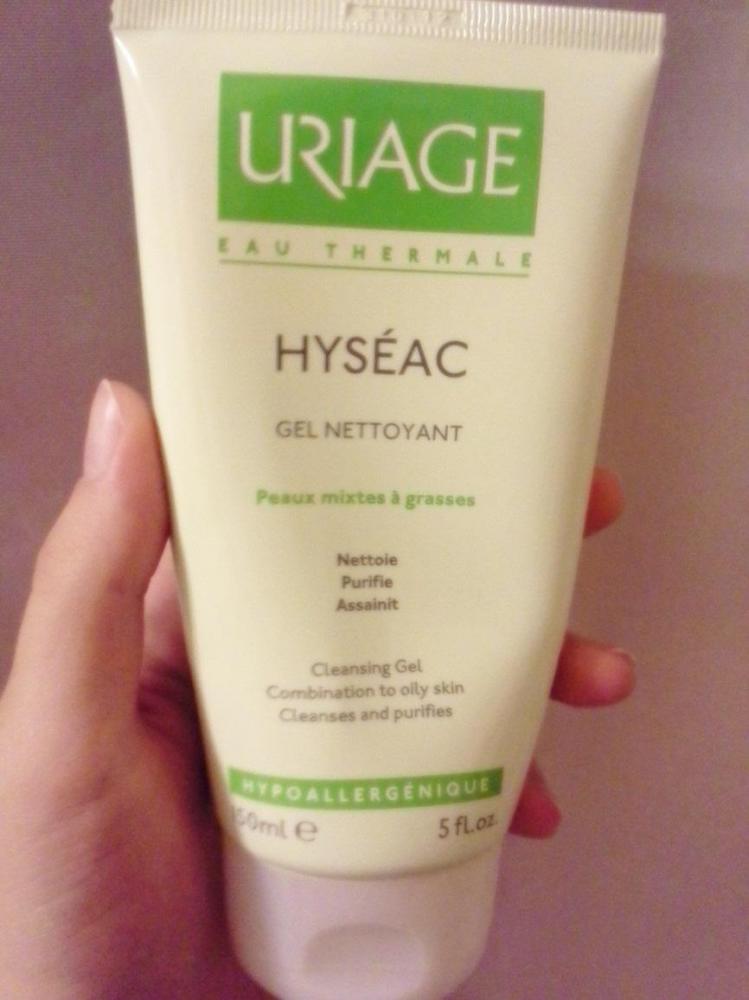 URIAGE
EAU THERMALE
HYSÉAC
GEL NETTOYANT
Peaux mixtes à grasses
Nettoie
Purifie
Assainit
Cleansing Gel
Combination to oily skin
Cleanses and purifies
HYPOALLERGÉNIQUE
150ml e
5 fl.oz.